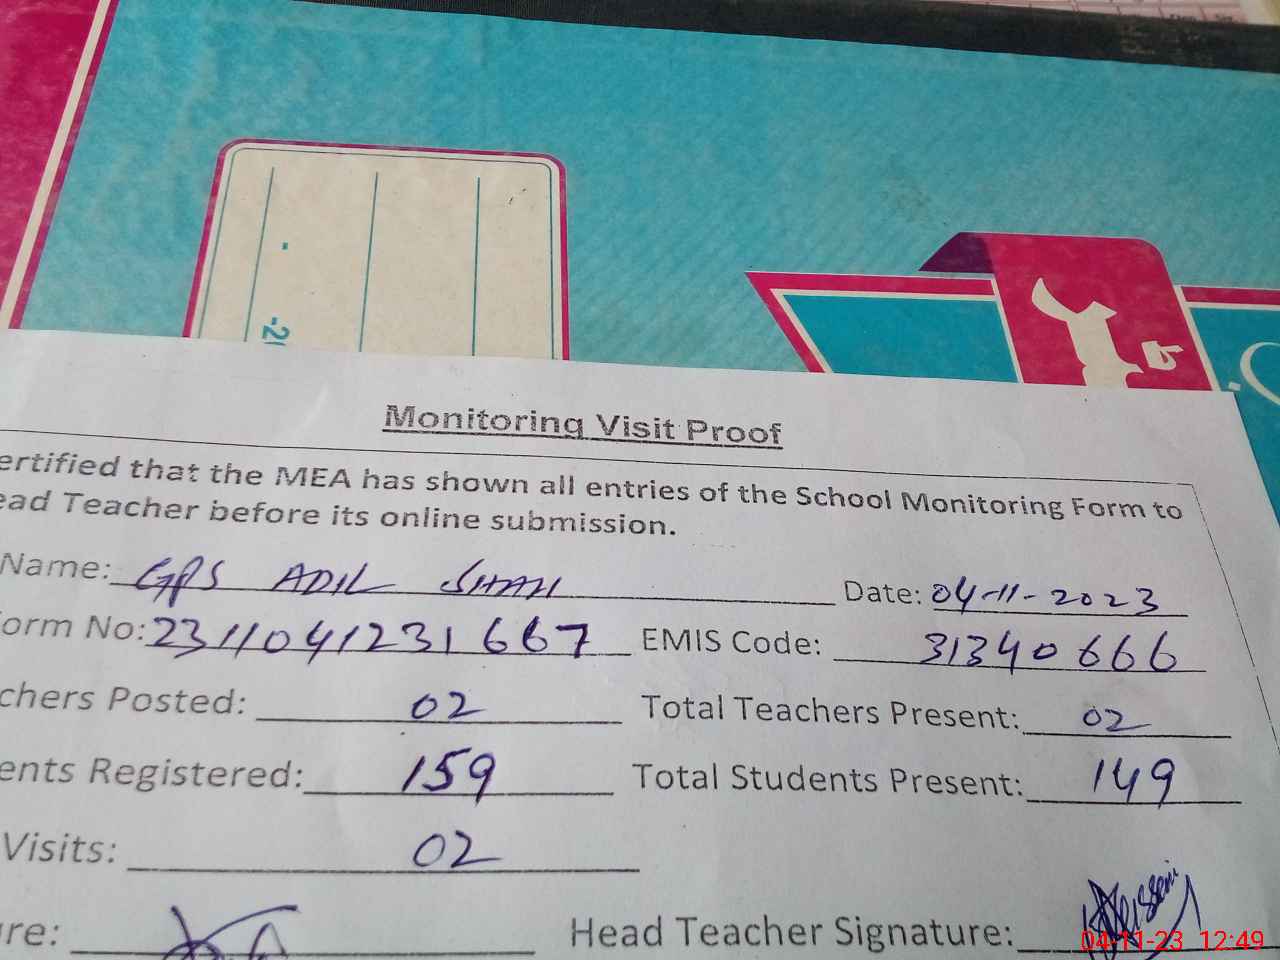 -20
Monitoring Visit Proof
ertified that the MEA has shown all entries of the School Monitoring Form to
ead Teacher before its online submission.
Name: GPS ADIL SHAH Date: 04-11-2023
orm No: 2311041231667 EMIS Code: 31340666
chers Posted: 02 Total Teachers Present: 02
ents Registered: 159 Total Students Present: 149
Visits: 02
re: Head Teacher Signature:
04-11-23 12:49